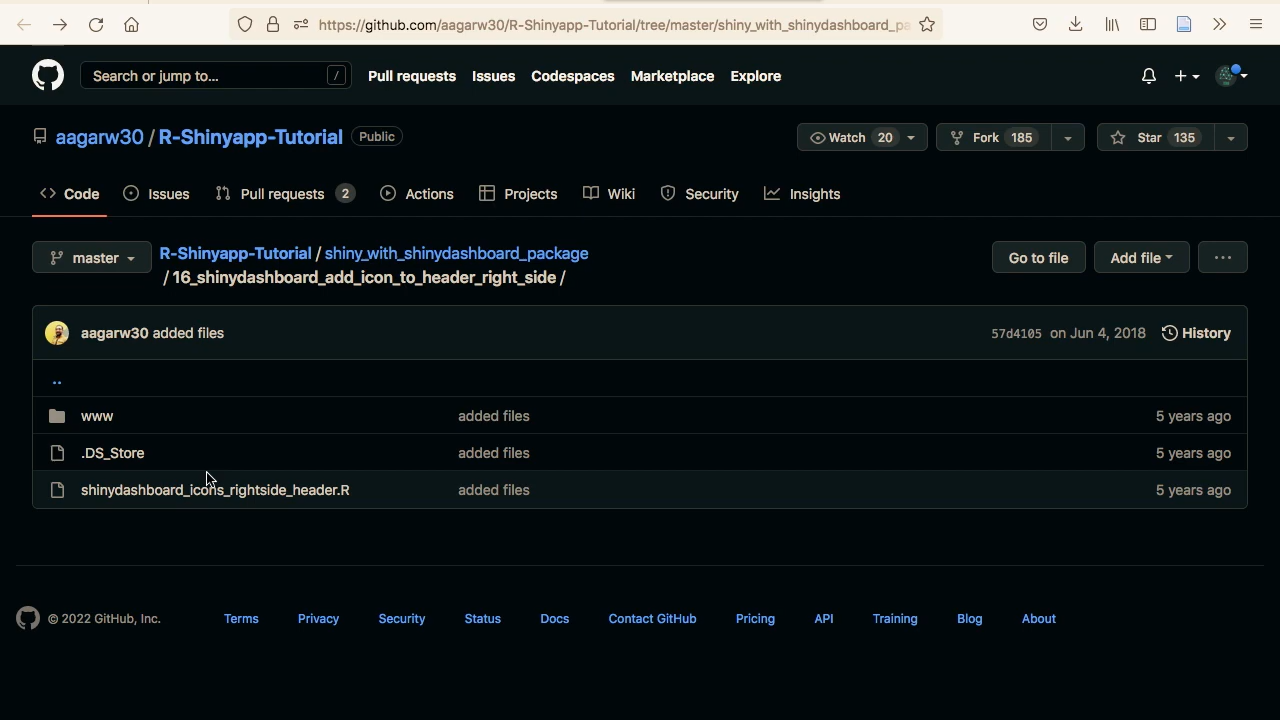 https://github.com/aagarw30/R-Shinyapp-Tutorial/tree/master/shiny_with_shinydashboard_pa
Search or jump to... / Pull requests Issues Codespaces Marketplace Explore
aagarw30 / R-Shinyapp-Tutorial Public Watch 20 Fork 185 Star 135
Code Issues Pull requests 2 Actions Projects Wiki Security Insights
master R-Shinyapp-Tutorial / shiny_with_shinydashboard_package Go to file Add file ...
/ 16_shinydashboard_add_icon_to_header_right_side /
aagarw30 added files 57d4105 on Jun 4, 2018 History
..
www added files 5 years ago
.DS_Store added files 5 years ago
shinydashboard_icons_rightside_header.R added files 5 years ago
© 2022 GitHub, Inc. Terms Privacy Security Status Docs Contact GitHub Pricing API Training Blog About